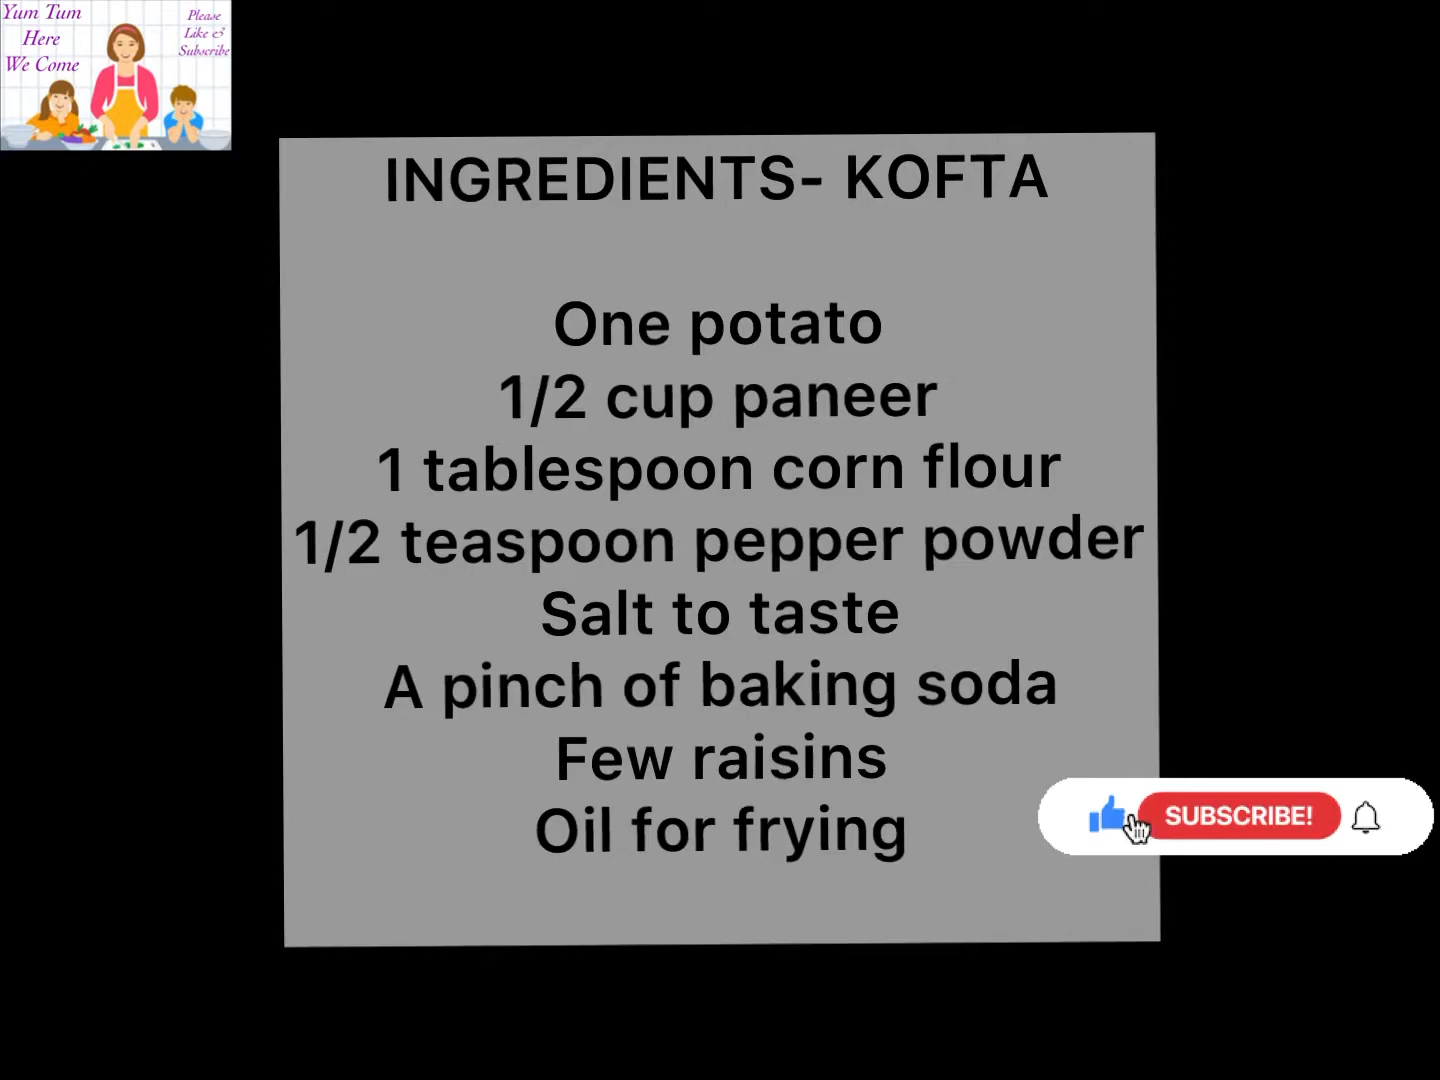 Yum Tum
Here
We Come
Please
Like &
Subscribe
INGREDIENTS- KOFTA
One potato
1/2 cup paneer
1 tablespoon corn flour
1/2 teaspoon pepper powder
Salt to taste
A pinch of baking soda
Few raisins
Oil for frying
SUBSCRIBE!